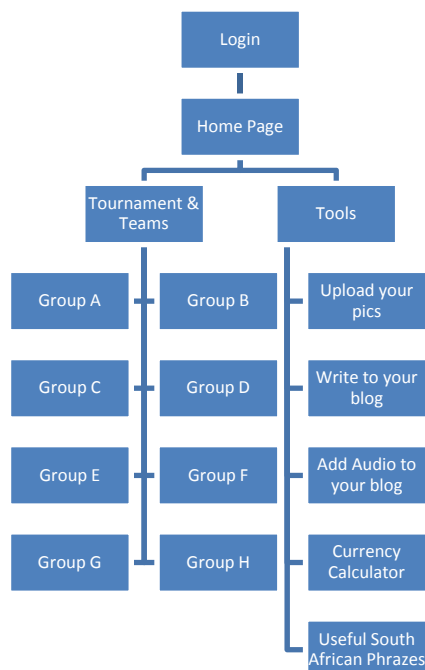 Login
Home Page
Tournament &
Teams
Tools
Group A
Group B
Upload your
pics
Group C
Group D
Write to your
blog
Group E
Group F
Add Audio to
your blog
Group G
Group H
Currency
Calculator
Useful South
African Phrazes